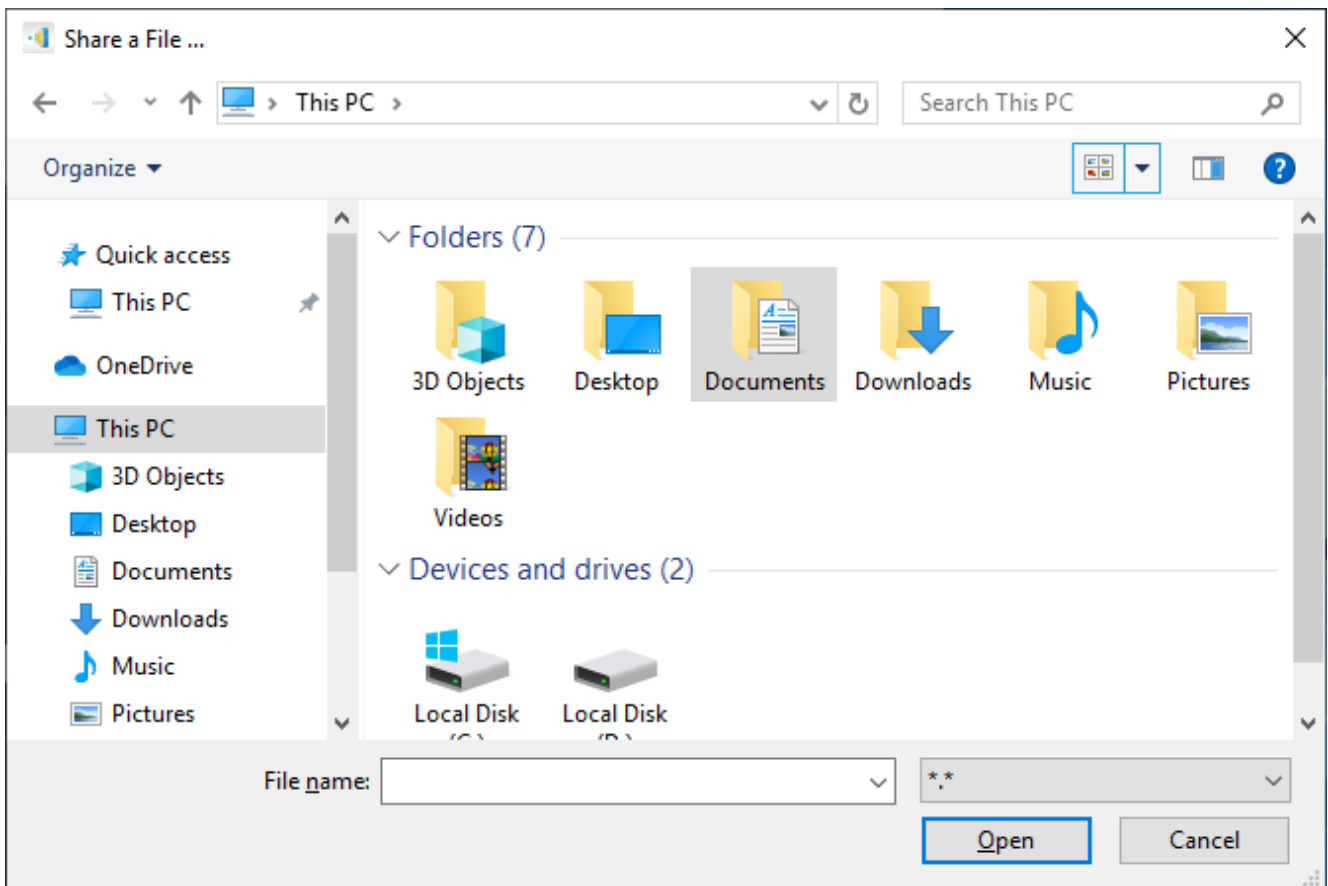 Share a File ...
This PC
Search This PC
Organize
Quick access
This PC
OneDrive
This PC
3D Objects
Desktop
Documents
Downloads
Music
Pictures
Folders (7)
3D Objects
Desktop
Documents
Downloads
Music
Pictures
Videos
Devices and drives (2)
Local Disk
Local Disk
File name:
*.*
Open
Cancel